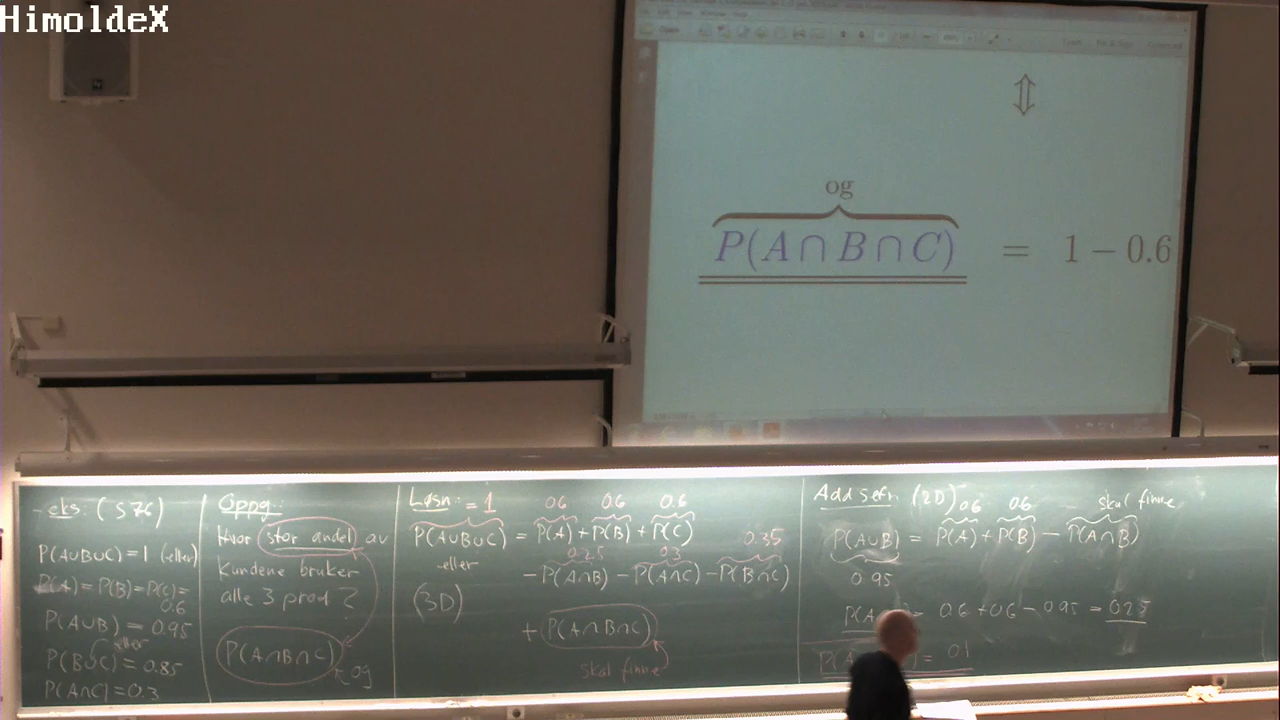 HimoldeX
og
P(A ∩ B ∩ C) = 1 − 0.6
- eks: (S 76)
P(A∪B∪C) = 1 (eller)
P(A) = P(B) = P(C) =
0.6
P(A∪B) = 0.95
eller
P(B∪C) = 0.85
P(A∩C) = 0.3
Oppg:
Hvor stor andel av
kundene bruker
alle 3 prod ?
P(A∩B∩C)
og
Løsn: = 1
0.6 0.6 0.6
P(A∪B∪C) = P(A) + P(B) + P(C)
eller
0.25 0.3 0.35
- P(A∩B) - P(A∩C) - P(B∩C)
(3D)
+ P(A∩B∩C)
skal finne
Addsetn. (2D)
0.6 0.6 skal finne
P(A∪B) = P(A) + P(B) - P(A∩B)
0.95
P(A = 0.6 + 0.6 - 0.95 = 0.25
P(A = 0.1